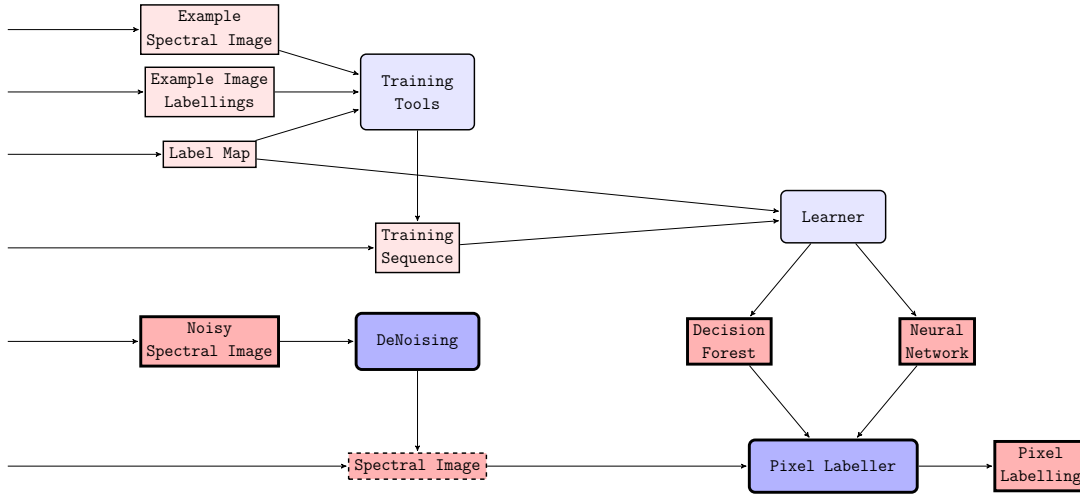 Example
Spectral Image
Example Image
Labellings
Training
Tools
Label Map
Learner
Training
Sequence
Noisy
Spectral Image
DeNoising
Decision
Forest
Neural
Network
Spectral Image
Pixel Labeller
Pixel
Labelling